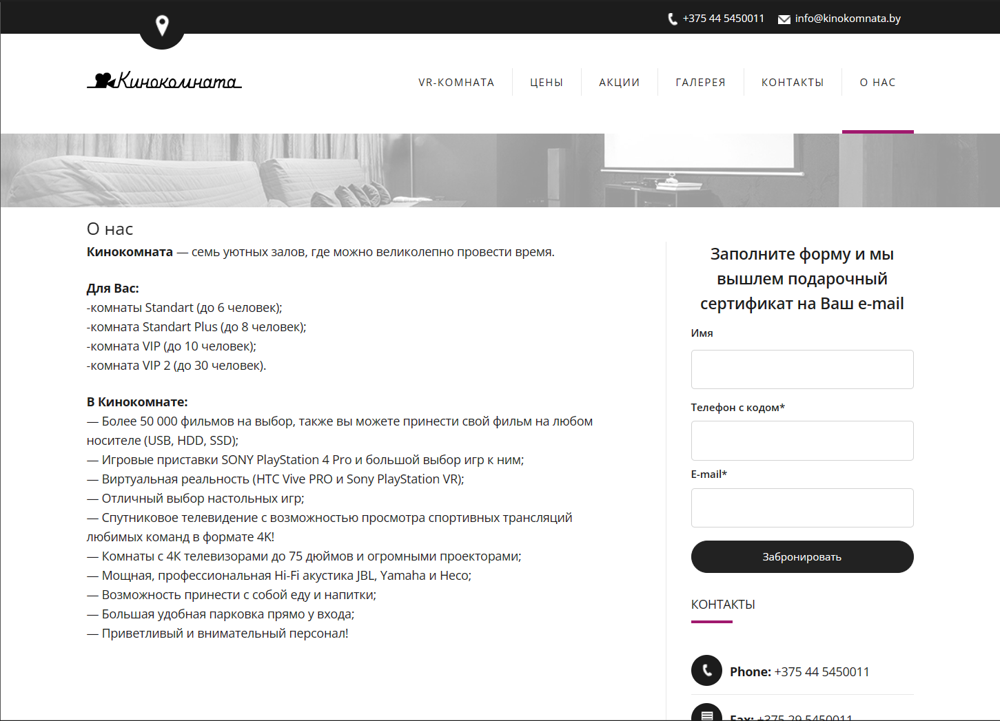 +375 44 5450011 info@kinokomnata.by
Кинокомната
VR-КОМНАТА ЦЕНЫ АКЦИИ ГАЛЕРЕЯ КОНТАКТЫ О НАС
О нас
Кинокомната — семь уютных залов, где можно великолепно провести время.
Для Вас:
-комнаты Standart (до 6 человек);
-комната Standart Plus (до 8 человек);
-комната VIP (до 10 человек);
-комната VIP 2 (до 30 человек).
В Кинокомнате:
— Более 50 000 фильмов на выбор, также вы можете принести свой фильм на любом
носителе (USB, HDD, SSD);
— Игровые приставки SONY PlayStation 4 Pro и большой выбор игр к ним;
— Виртуальная реальность (HTC Vive PRO и Sony PlayStation VR);
— Отличный выбор настольных игр;
— Спутниковое телевидение с возможностью просмотра спортивных трансляций
любимых команд в формате 4K!
— Комнаты с 4К телевизорами до 75 дюймов и огромными проекторами;
— Мощная, профессиональная Hi-Fi акустика JBL, Yamaha и Heco;
— Возможность принести с собой еду и напитки;
— Большая удобная парковка прямо у входа;
— Приветливый и внимательный персонал!
Заполните форму и мы
вышлем подарочный
сертификат на Ваш e-mail
Имя
Телефон с кодом*
E-mail*
Забронировать
КОНТАКТЫ
Phone: +375 44 5450011
Fax: +375 29 5450011